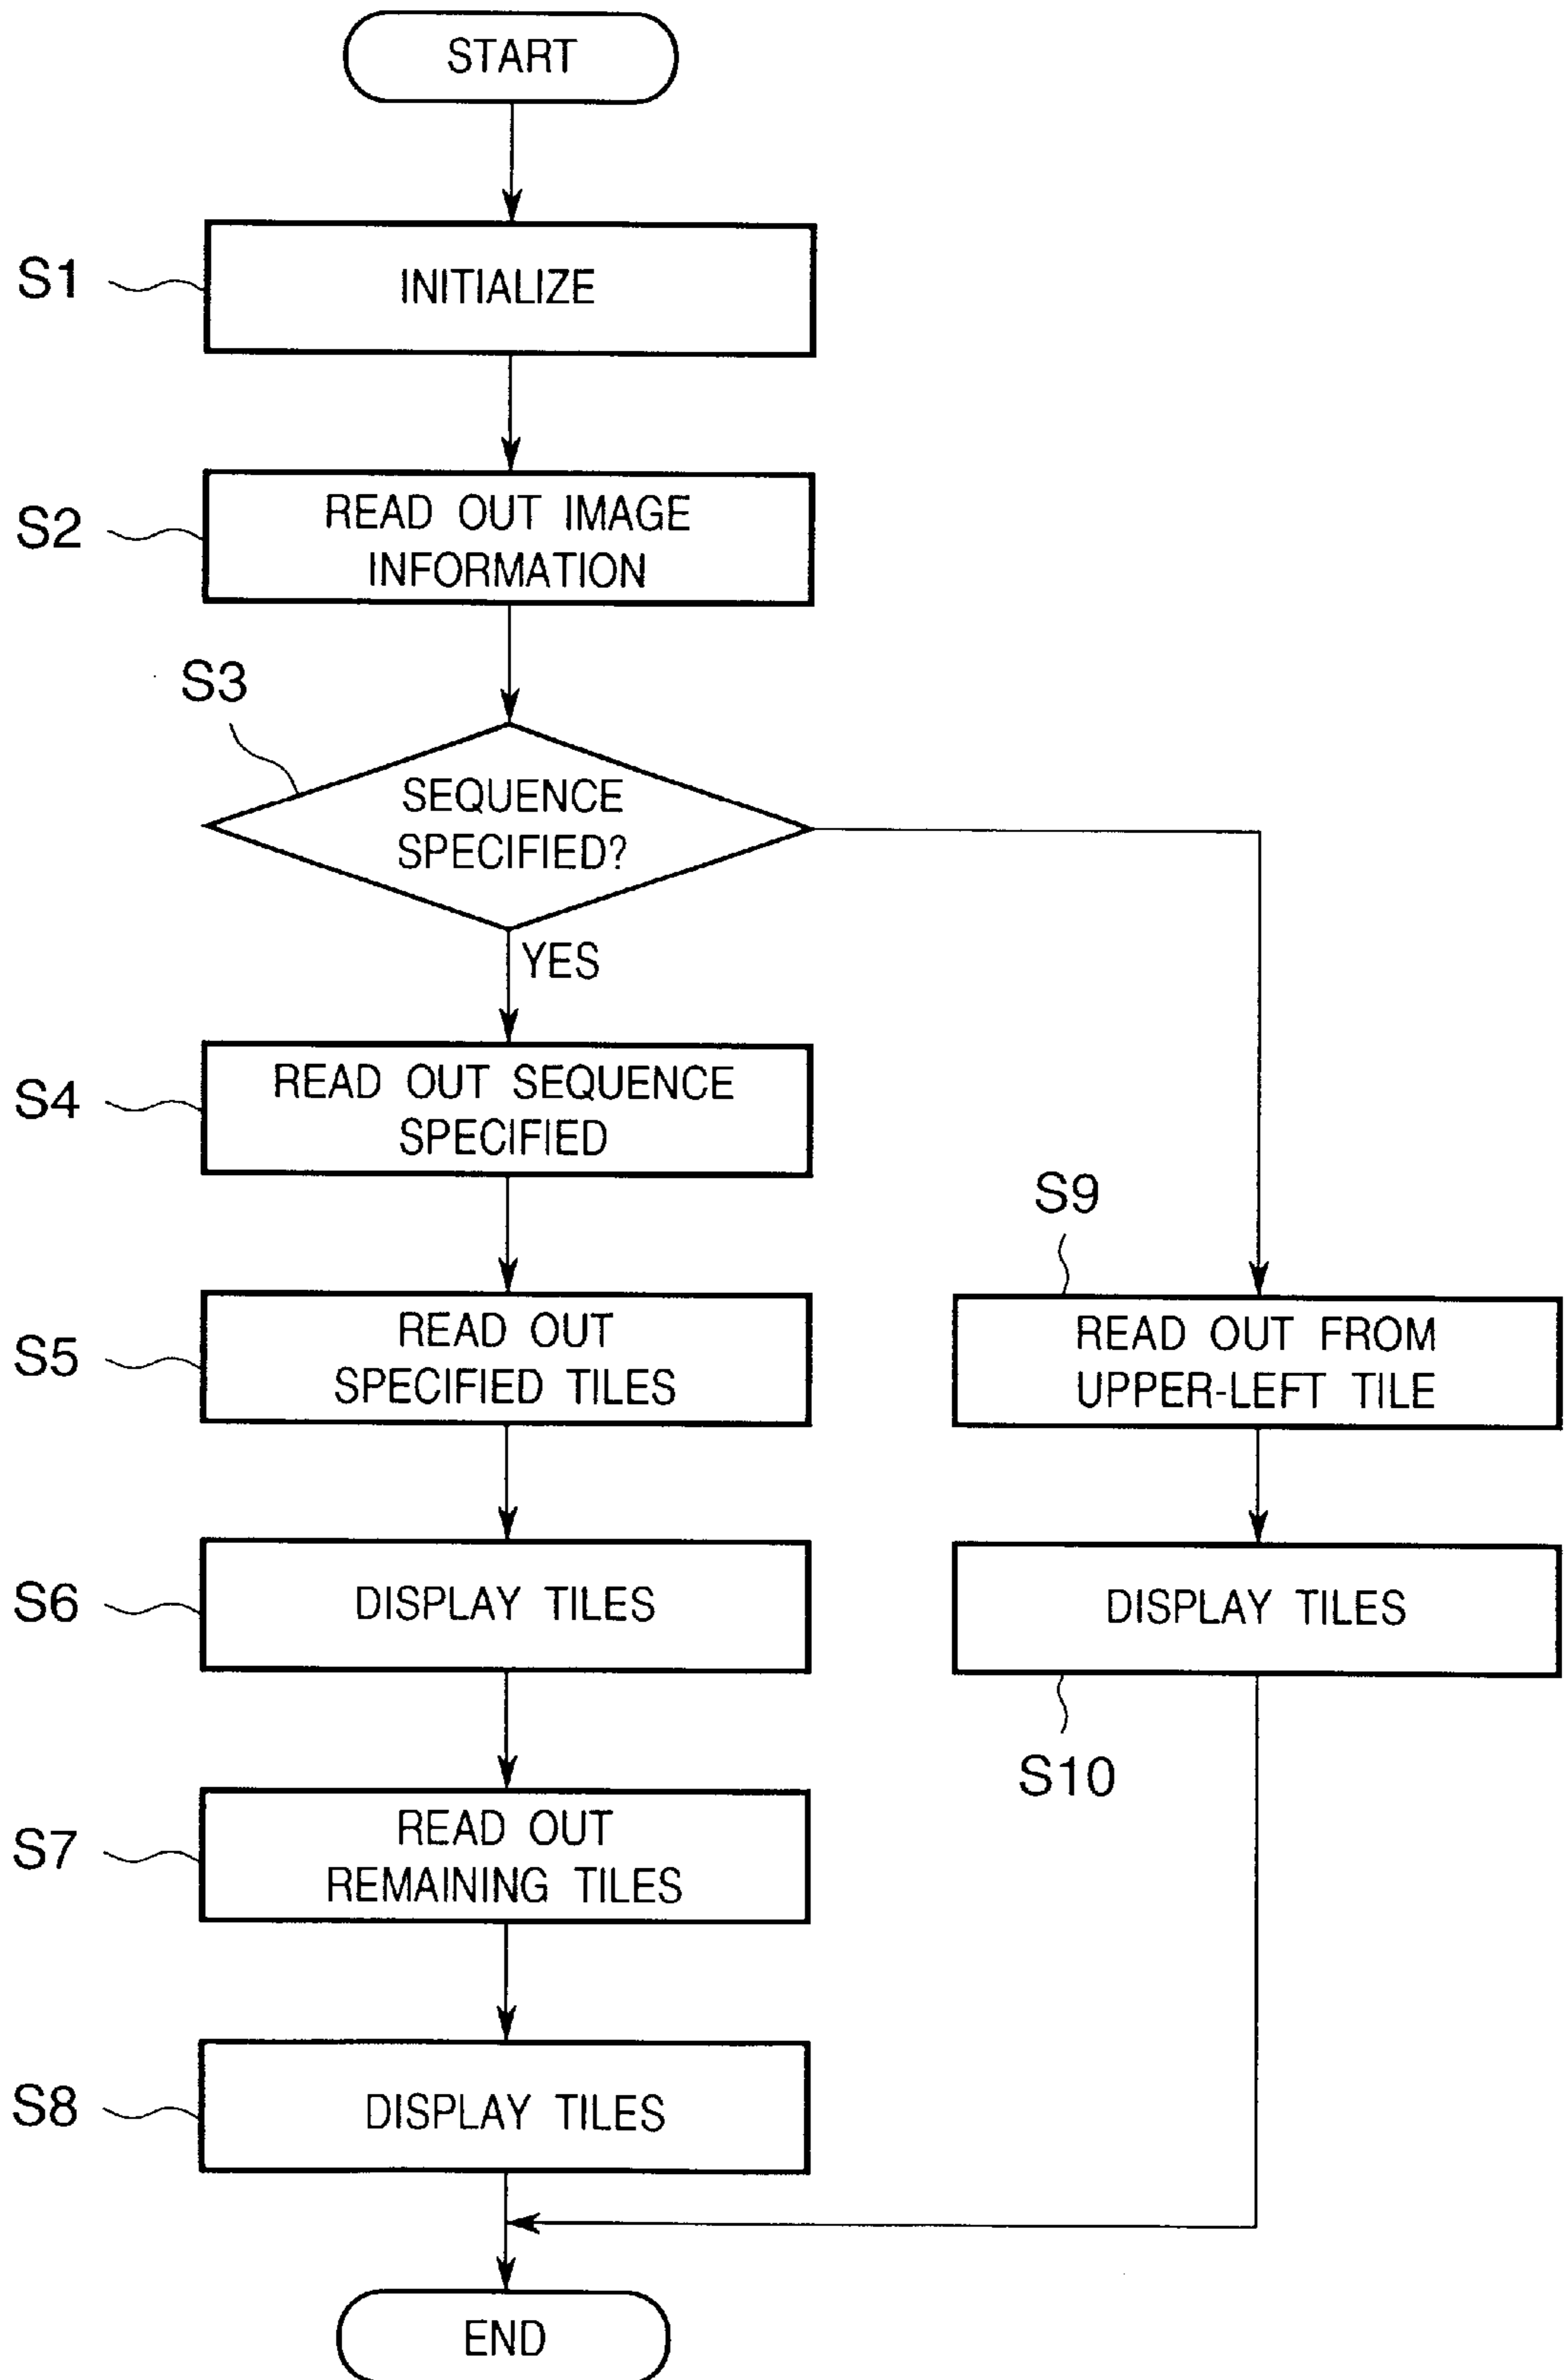 START
S1
INITIALIZE
S2
READ OUT IMAGE
INFORMATION
S3
SEQUENCE
SPECIFIED?
YES
S4
READ OUT SEQUENCE
SPECIFIED
S5
READ OUT
SPECIFIED TILES
S9
READ OUT FROM
UPPER-LEFT TILE
S6
DISPLAY TILES
DISPLAY TILES
S10
S7
READ OUT
REMAINING TILES
S8
DISPLAY TILES
END